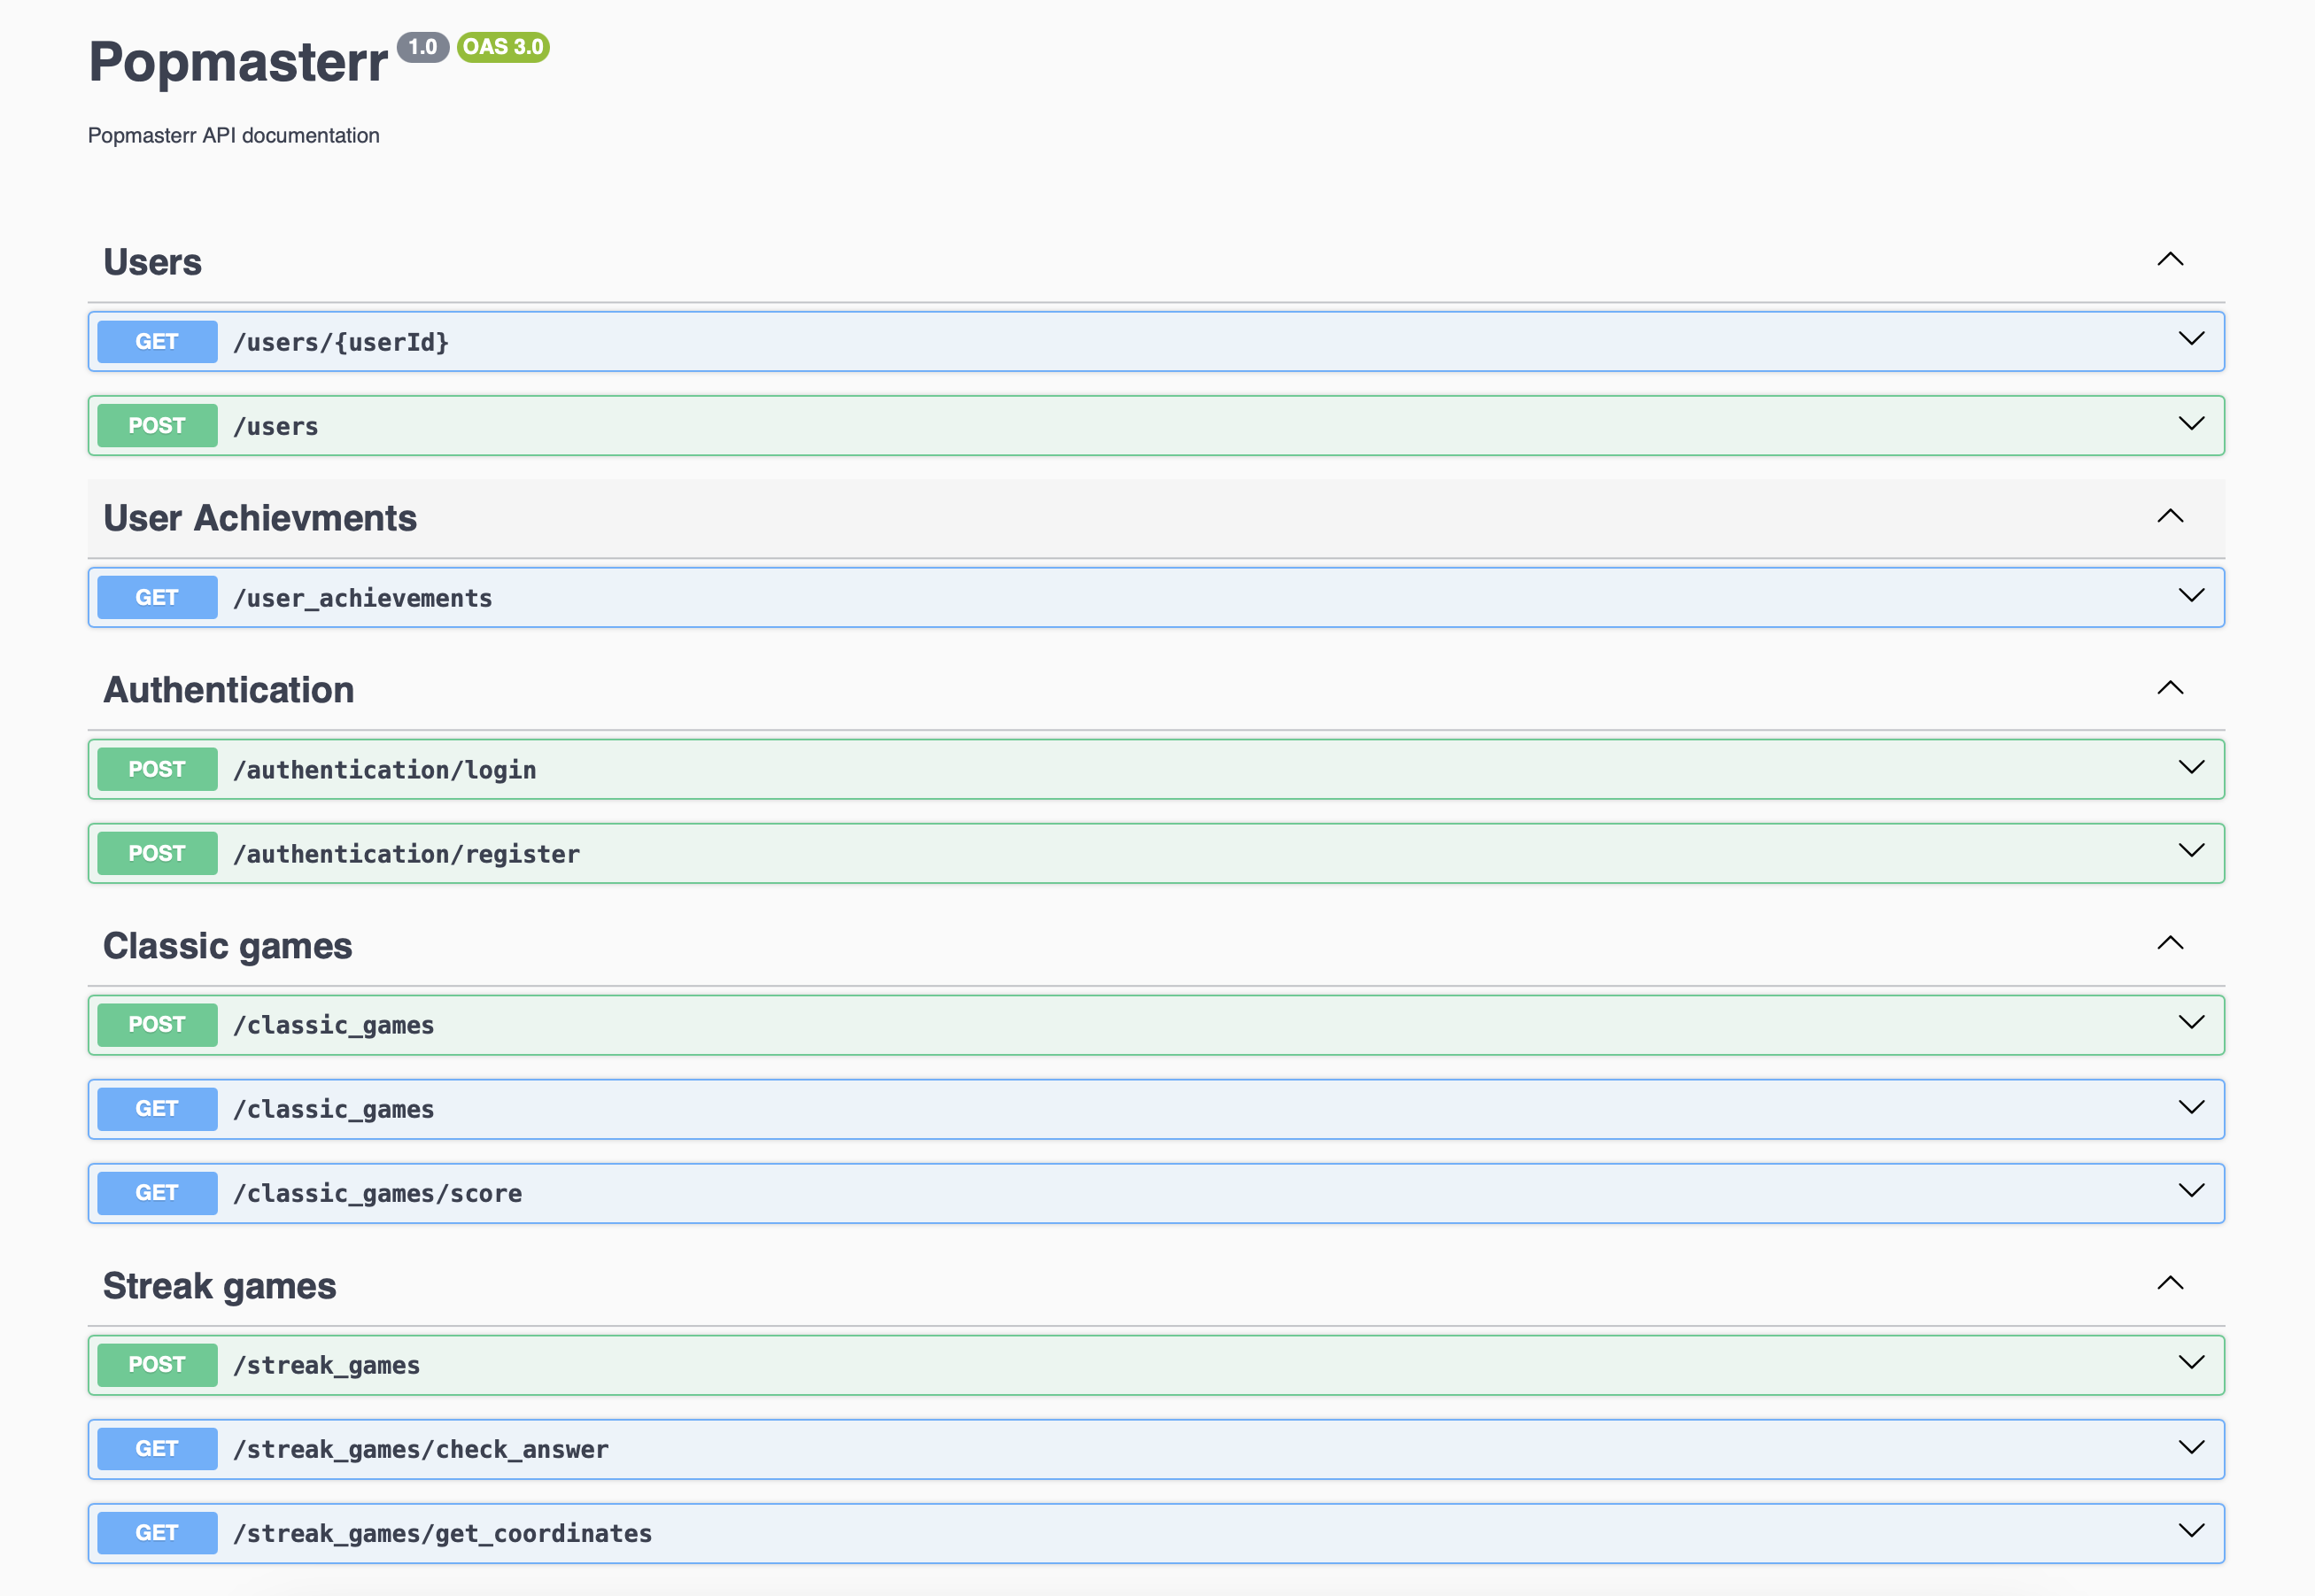 Popmasterr 1.0 OAS 3.0
Popmasterr API documentation
Users
GET /users/{userId}
POST /users
User Achievments
GET /user_achievements
Authentication
POST /authentication/login
POST /authentication/register
Classic games
POST /classic_games
GET /classic_games
GET /classic_games/score
Streak games
POST /streak_games
GET /streak_games/check_answer
GET /streak_games/get_coordinates